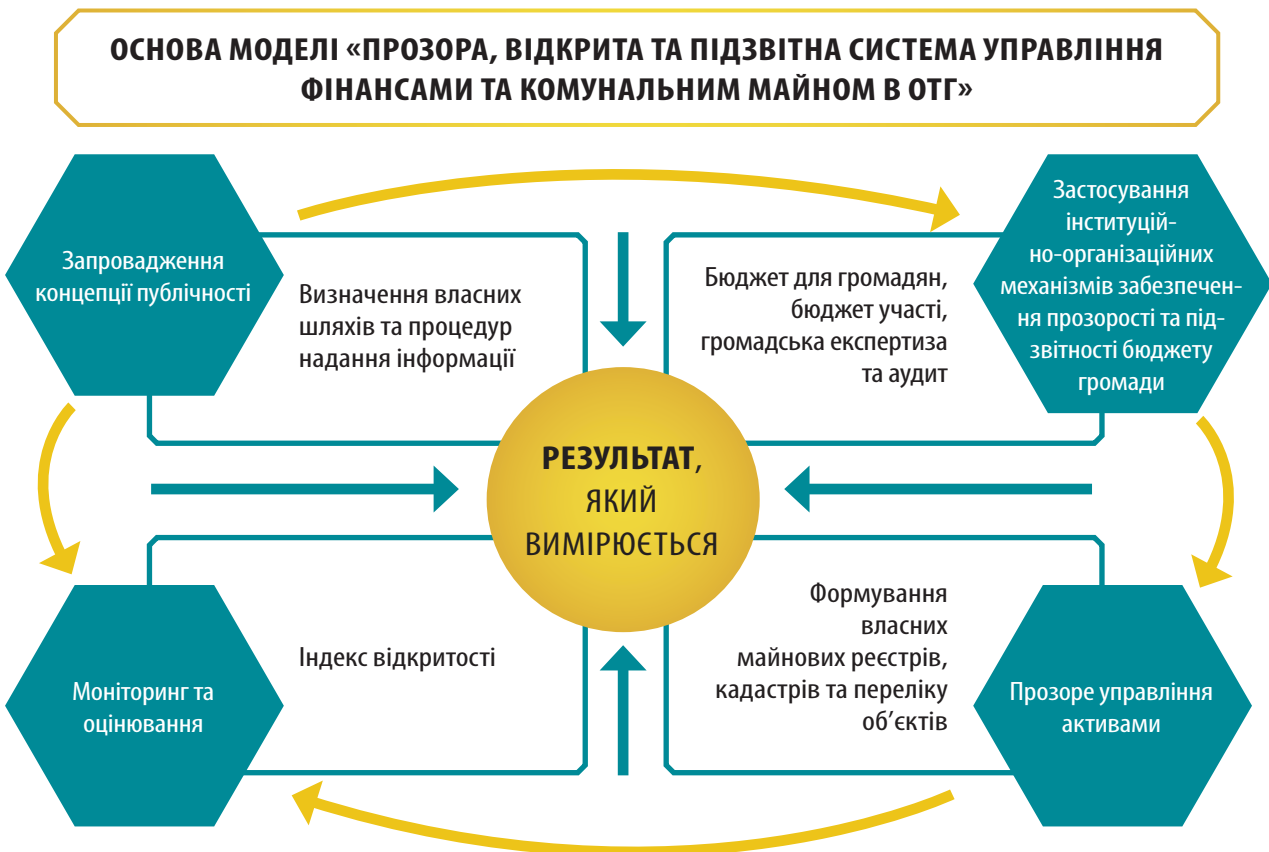 ОСНОВА МОДЕЛІ «ПРОЗОРА, ВІДКРИТА ТА ПІДЗВІТНА СИСТЕМА УПРАВЛІННЯ
ФІНАНСАМИ ТА КОМУНАЛЬНИМ МАЙНОМ В ОТГ»
Запровадження
концепції публічності
Визначення власних
шляхів та процедур
надання інформації
Бюджет для громадян,
бюджет участі,
громадська експертиза
та аудит
Застосування
інституцій-
но-організаційних
механізмів забезпечен-
ня прозорості та під-
звітності бюджету
громади
РЕЗУЛЬТАТ,
ЯКИЙ
ВИМІРЮЄТЬСЯ
Моніторинг та
оцінювання
Індекс відкритості
Формування
власних
майнових реєстрів,
кадастрів та переліку
об’єктів
Прозоре управління
активами